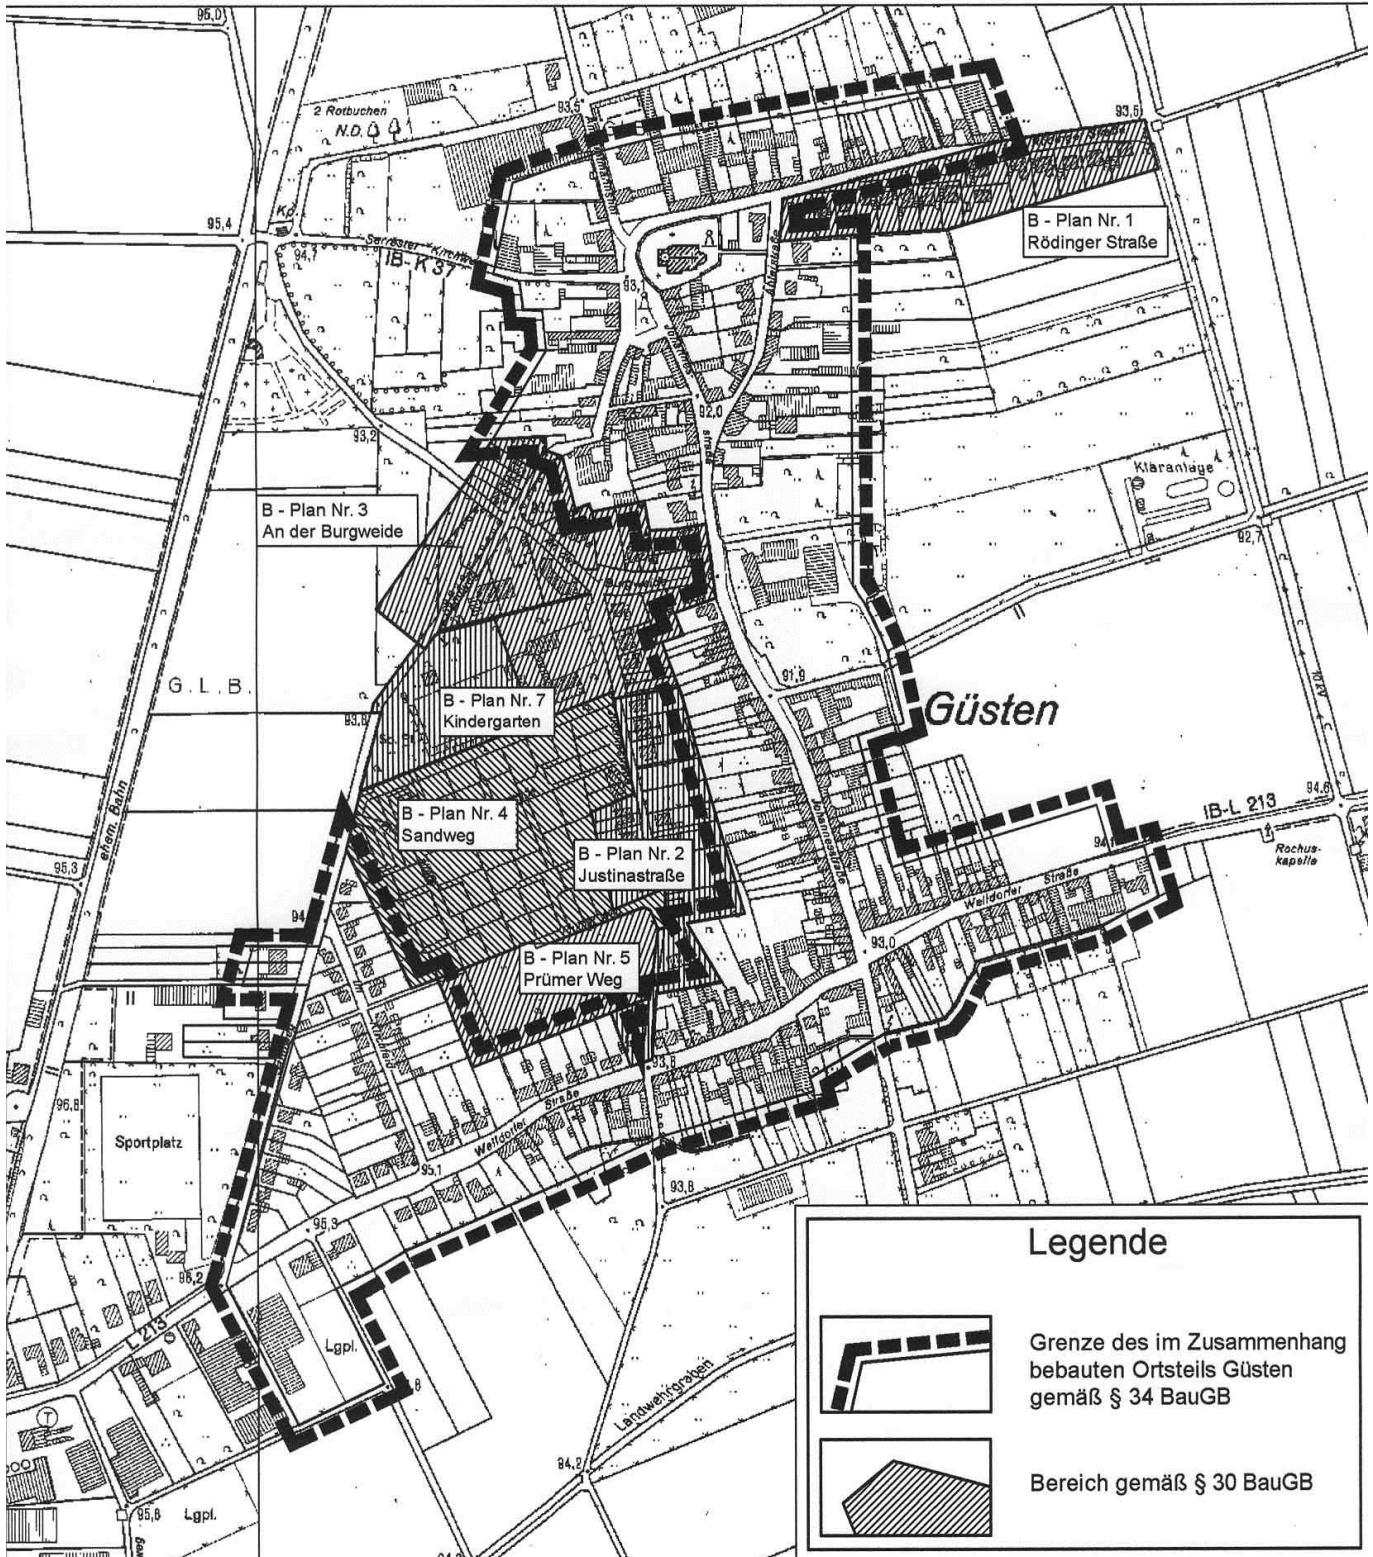 95,0
2 Rotbuchen
N.D.
93,5
93,5
B - Plan Nr. 1
Rödinger Straße
95,4
94,7
IB-K 37
93,1
92,0
93,2
Kläranlage
B - Plan Nr. 3
An der Burgweide
92,7
G.L.B.
91,9
B - Plan Nr. 7
Kindergarten
Güsten
93,8
ehem. Bahn
B - Plan Nr. 4
Sandweg
Johannesstraße
94,6
IB-L 213
94,1
Rochus-
kapelle
B - Plan Nr. 2
Justinastraße
95,3
Welldorfer Straße
93,0
B - Plan Nr. 5
Prümer Weg
II
93,8
96,8
Sportplatz
Welldorfer Straße
95,1
93,8
95,3
96,2
L 213
Lgpl.
Landwehrgraben
94,2
T
95,8
Lgpl.
Legende
Grenze des im Zusammenhang
bebauten Ortsteils Güsten
gemäß § 34 BauGB
Bereich gemäß § 30 BauGB